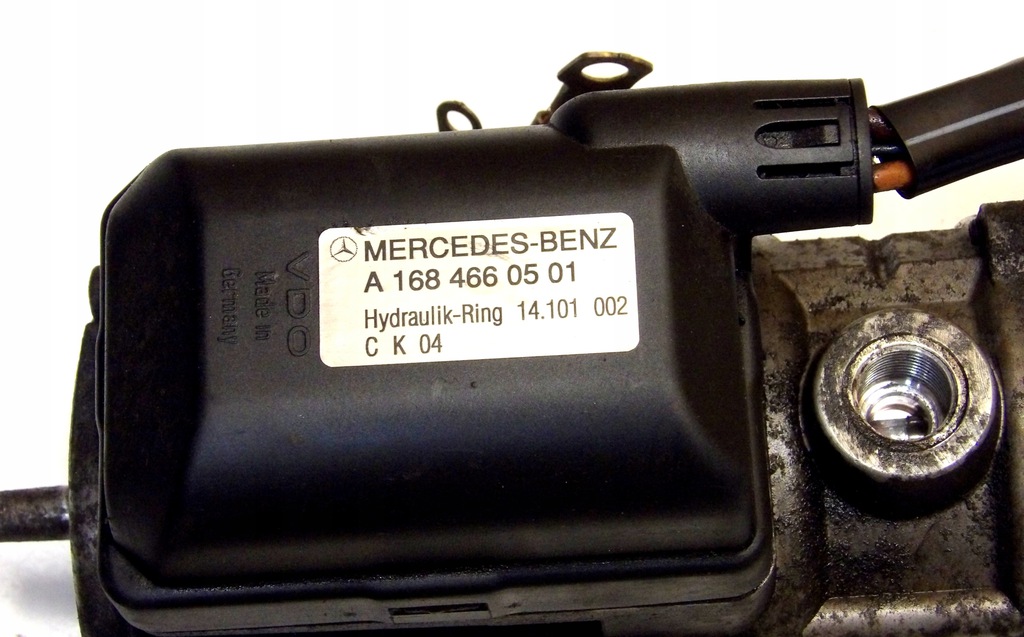 MERCEDES-BENZ
A 168 466 05 01
Hydraulik-Ring 14.101 002
C K 04
VDO
Made in
Germany